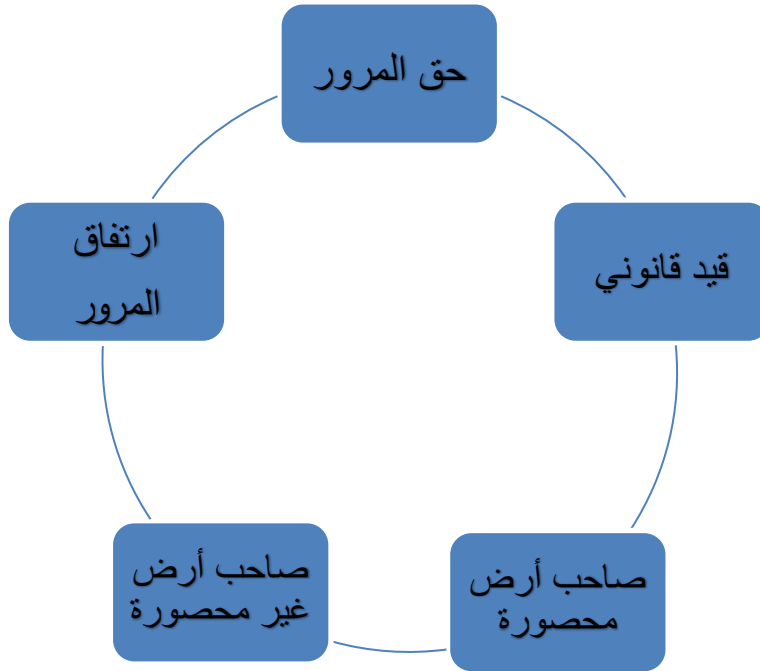 حق المرور
قيد قانوني
صاحب أرض
محصورة
صاحب أرض
غير محصورة
ارتفاق
المرور